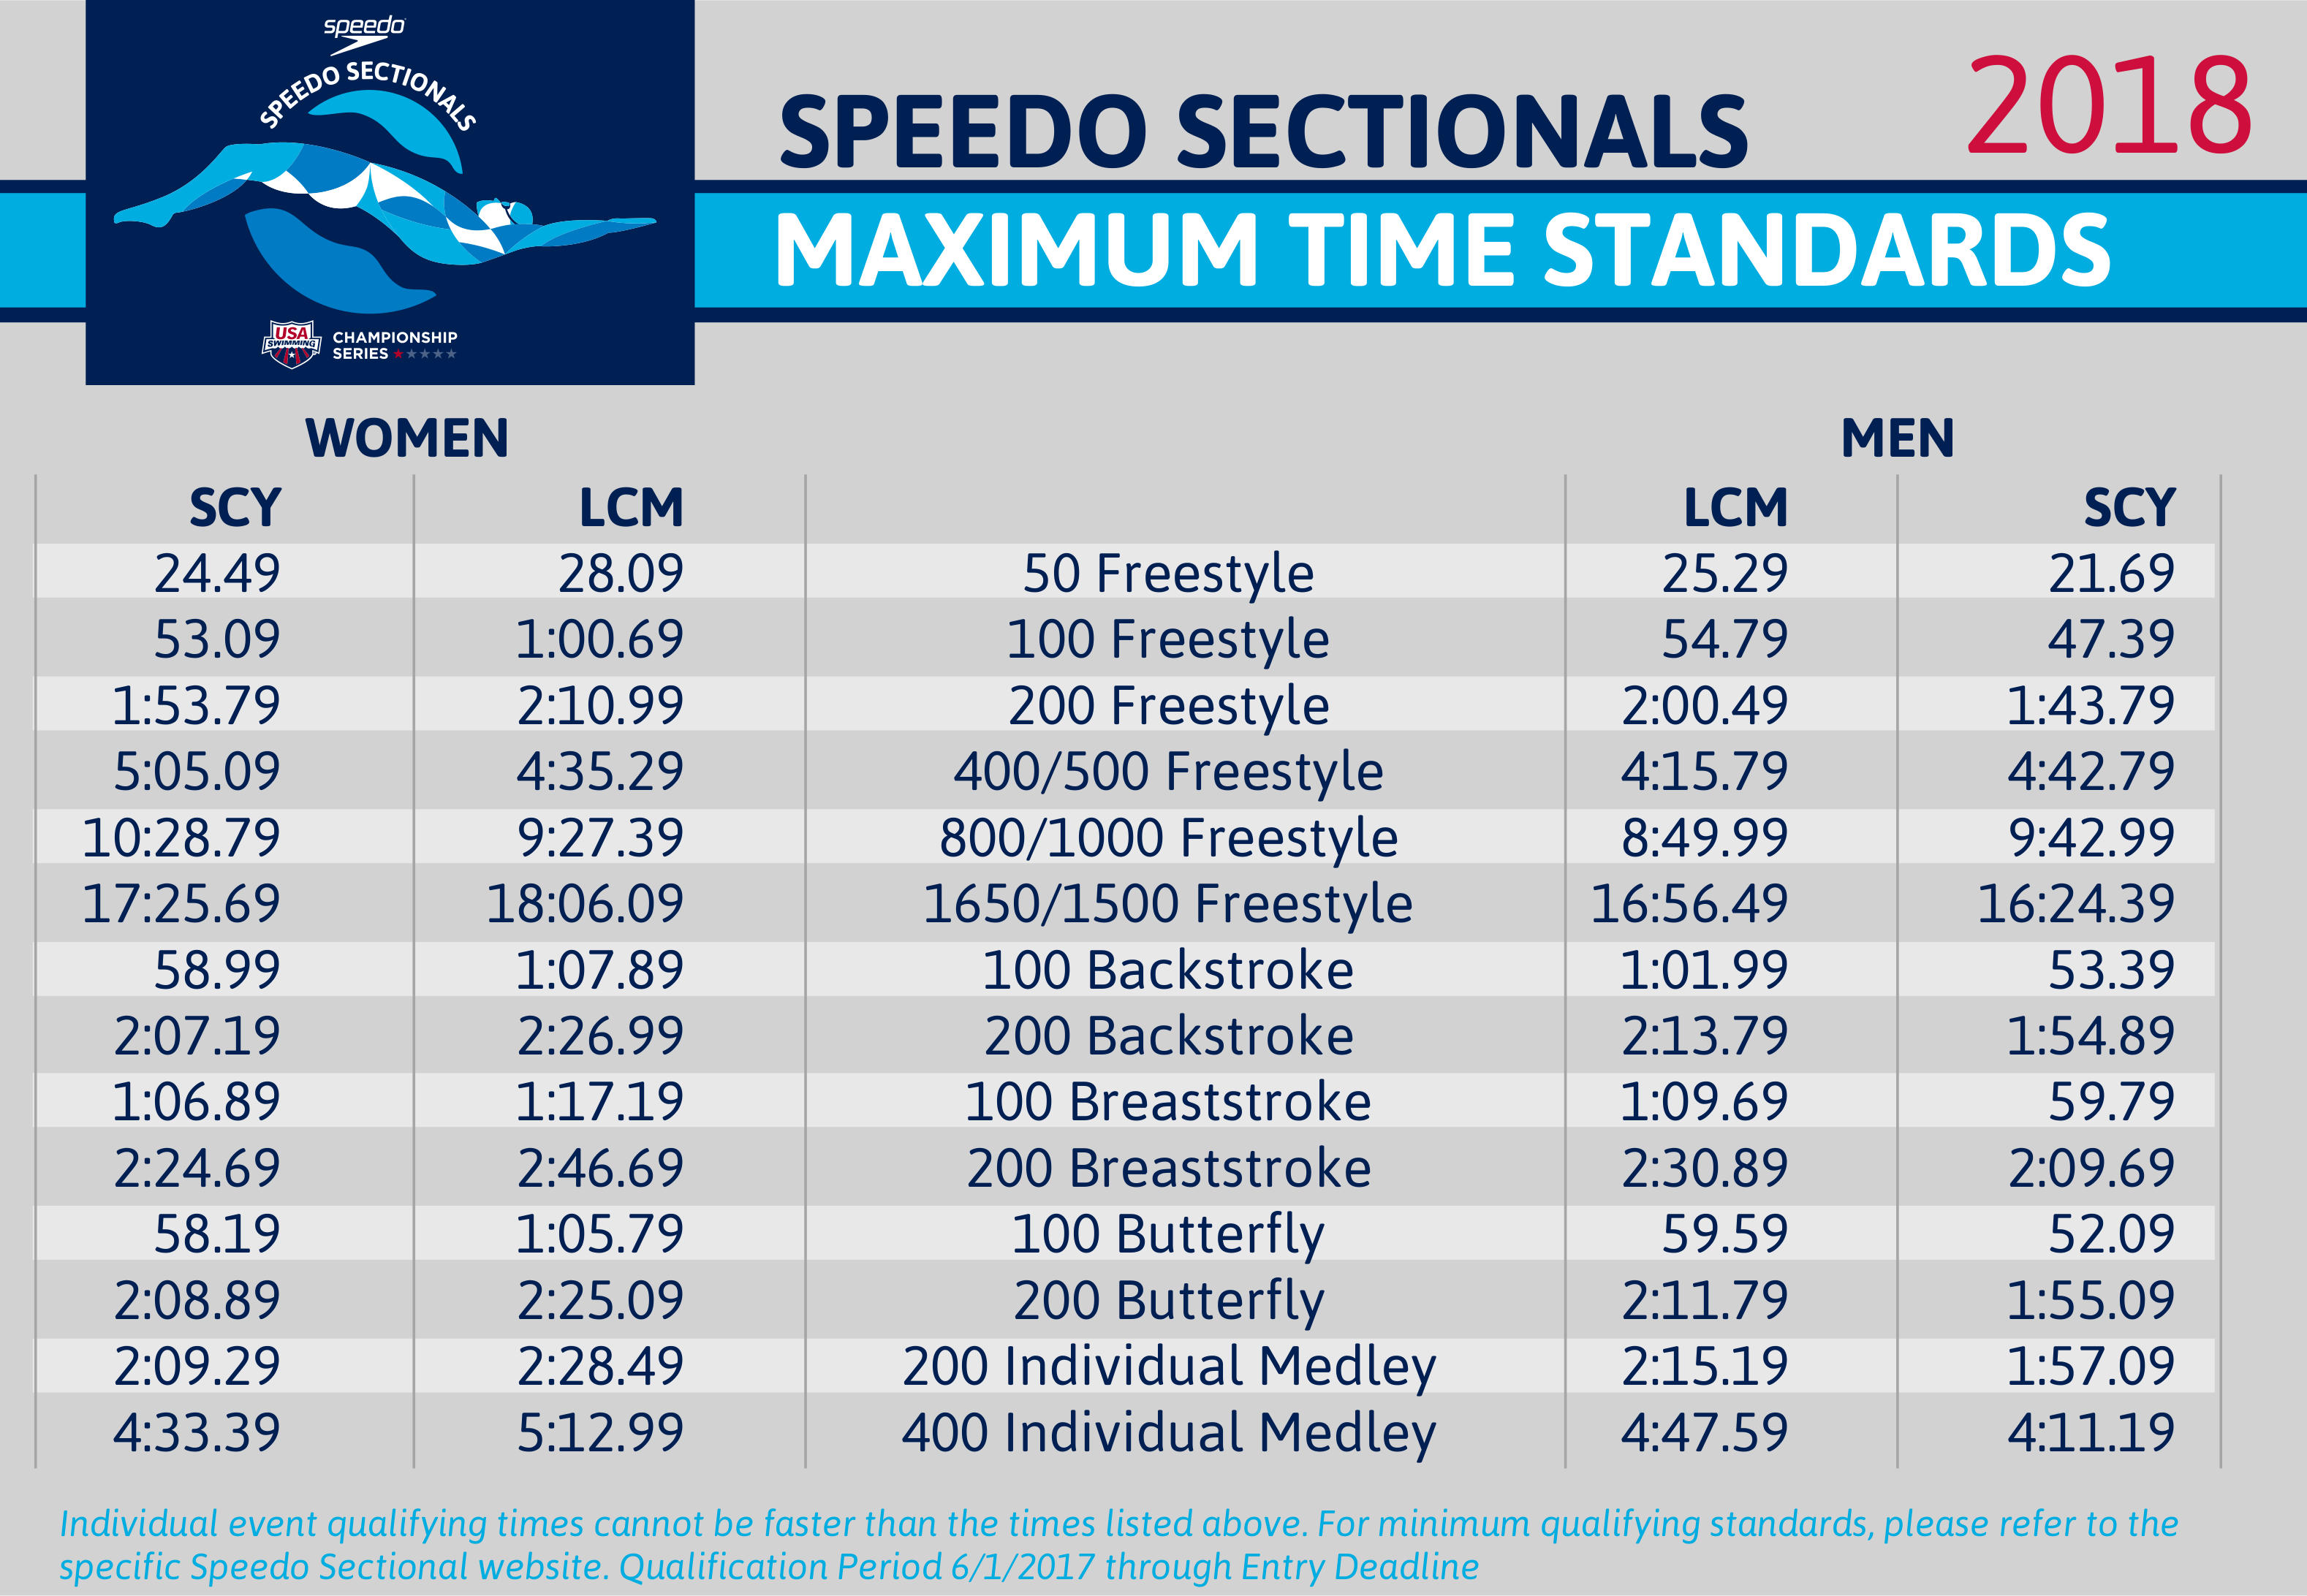 speedo
SPEEDO SECTIONALS
USA
SWIMMING
CHAMPIONSHIP
SERIES
SPEEDO SECTIONALS
2018
MAXIMUM TIME STANDARDS
WOMEN MEN
SCY LCM LCM SCY
24.49 28.09 50 Freestyle 25.29 21.69
53.09 1:00.69 100 Freestyle 54.79 47.39
1:53.79 2:10.99 200 Freestyle 2:00.49 1:43.79
5:05.09 4:35.29 400/500 Freestyle 4:15.79 4:42.79
10:28.79 9:27.39 800/1000 Freestyle 8:49.99 9:42.99
17:25.69 18:06.09 1650/1500 Freestyle 16:56.49 16:24.39
58.99 1:07.89 100 Backstroke 1:01.99 53.39
2:07.19 2:26.99 200 Backstroke 2:13.79 1:54.89
1:06.89 1:17.19 100 Breaststroke 1:09.69 59.79
2:24.69 2:46.69 200 Breaststroke 2:30.89 2:09.69
58.19 1:05.79 100 Butterfly 59.59 52.09
2:08.89 2:25.09 200 Butterfly 2:11.79 1:55.09
2:09.29 2:28.49 200 Individual Medley 2:15.19 1:57.09
4:33.39 5:12.99 400 Individual Medley 4:47.59 4:11.19
Individual event qualifying times cannot be faster than the times listed above. For minimum qualifying standards, please refer to the
specific Speedo Sectional website. Qualification Period 6/1/2017 through Entry Deadline